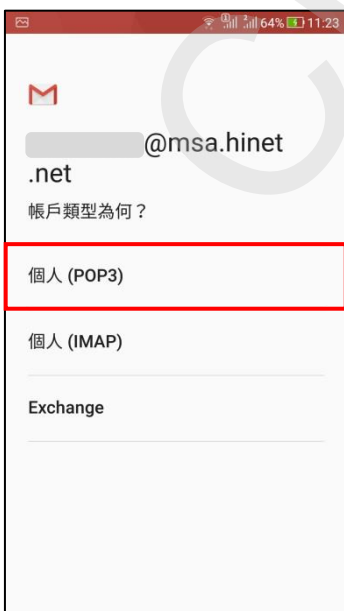 64% 11:23
@msa.hinet
.net
帳戶類型為何？
個人 (POP3)
個人 (IMAP)
Exchange